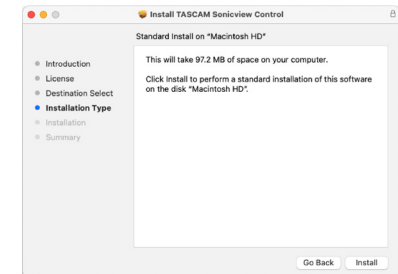 Install TASCAM Sonicview Control
Standard Install on “Macintosh HD”
Introduction
License
Destination Select
Installation Type
Installation
Summary
This will take 97.2 MB of space on your computer.
Click Install to perform a standard installation of this software
on the disk “Macintosh HD”.
Go Back
Install